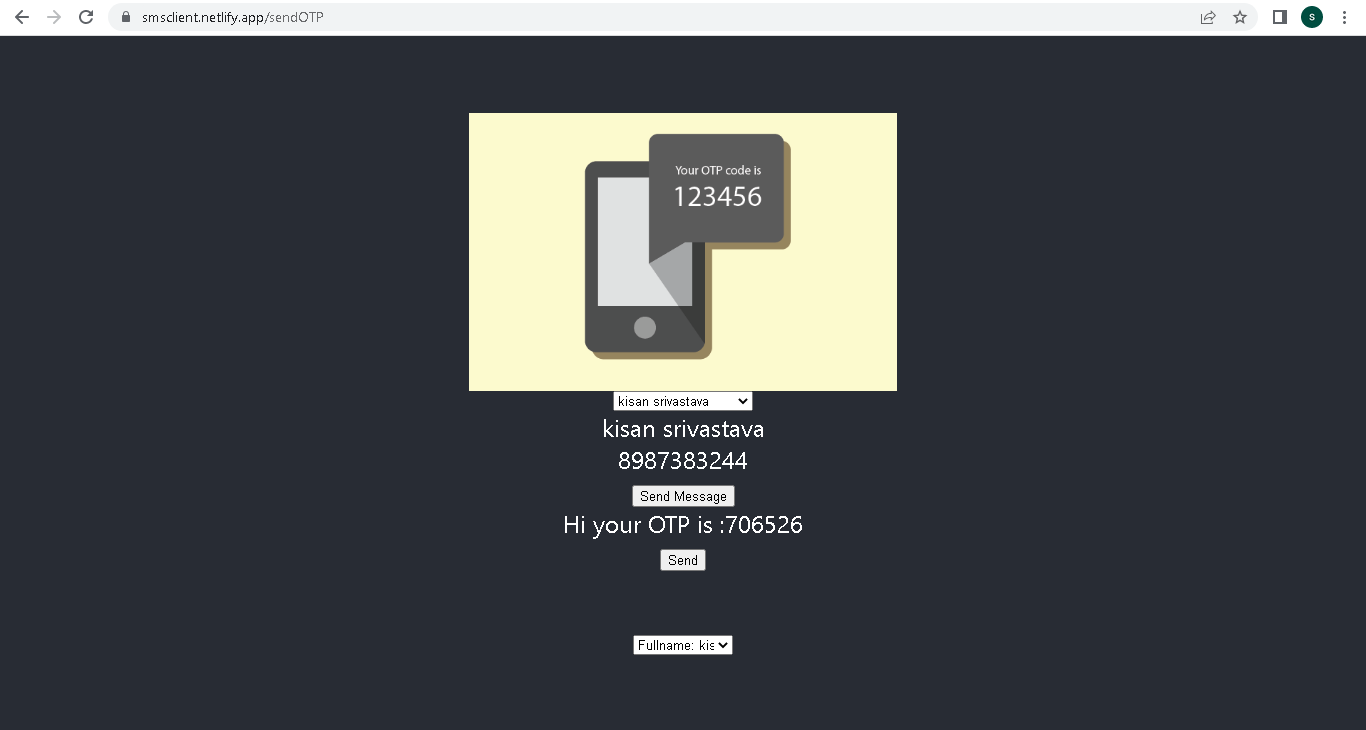 smsclient.netlify.app/sendOTP
S
Your OTP code is
123456
kisan srivastava
kisan srivastava
8987383244
Send Message
Hi your OTP is :706526
Send
Fullname: kis